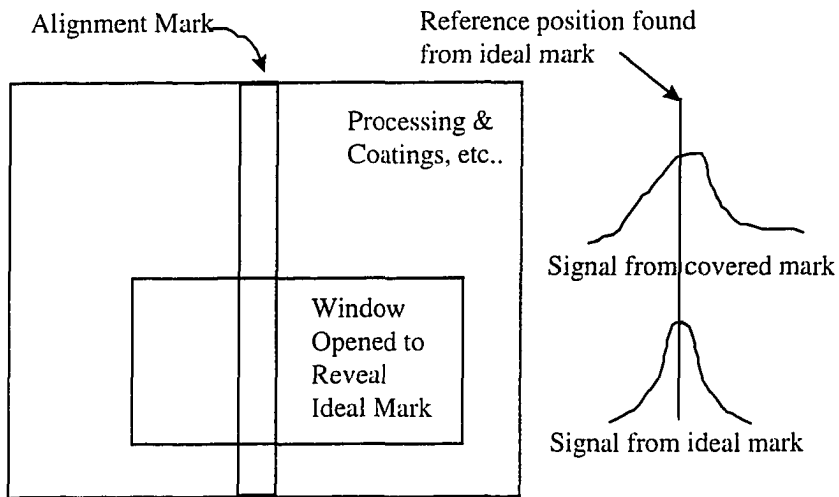 Alignment Mark
Reference position found
from ideal mark
Processing &
Coatings, etc..
Signal from covered mark
Window
Opened to
Reveal
Ideal Mark
Signal from ideal mark